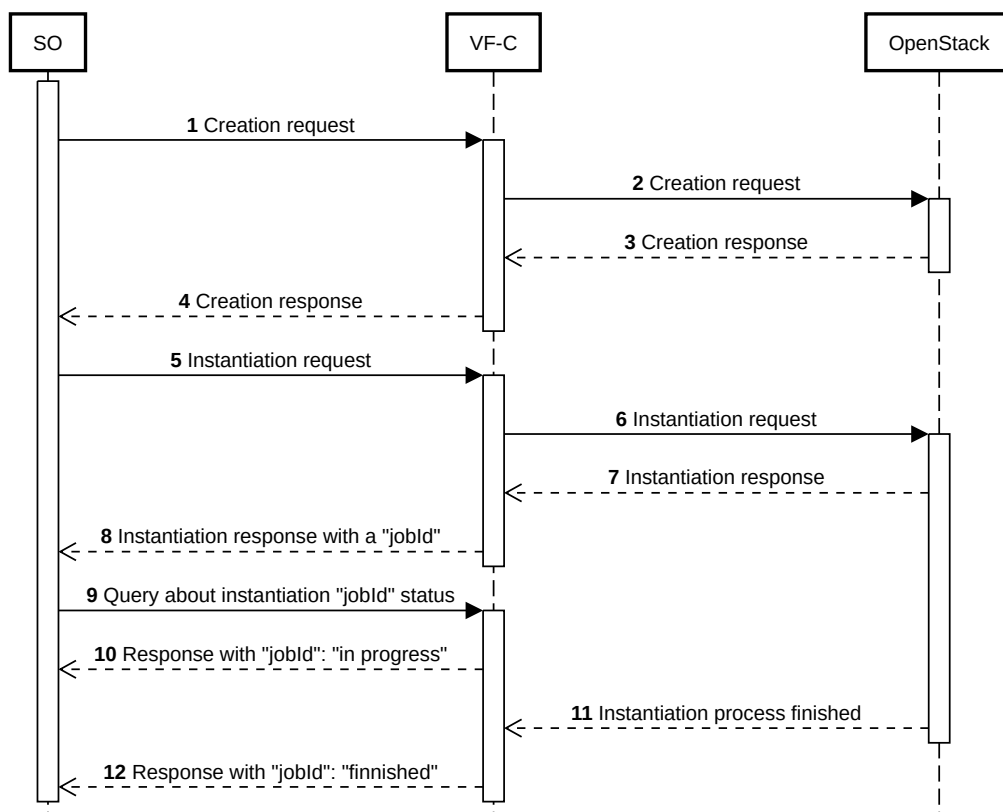 SO
VF-C
OpenStack
1 Creation request
2 Creation request
3 Creation response
4 Creation response
5 Instantiation request
6 Instantiation request
7 Instantiation response
8 Instantiation response with a "jobId"
9 Query about instantiation "jobId" status
10 Response with "jobId": "in progress"
11 Instantiation process finished
12 Response with "jobId": "finnished"